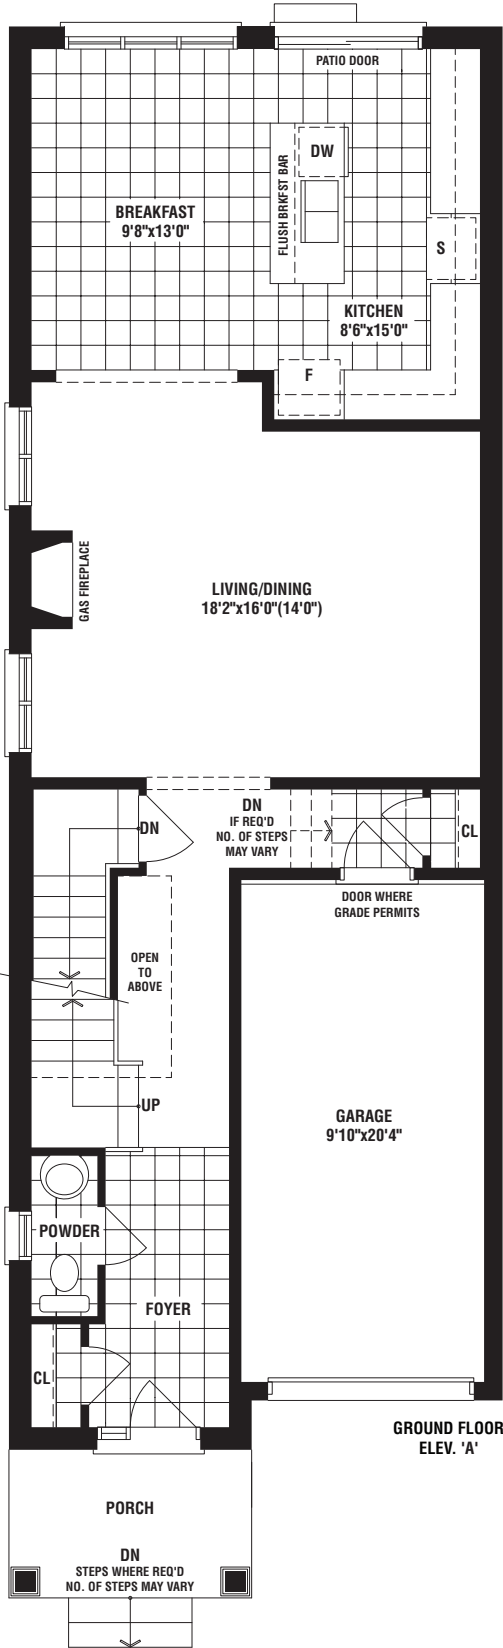 PATIO DOOR
DW
FLUSH BRKFST BAR
BREAKFAST
9'8"x13'0"
S
KITCHEN
8'6"x15'0"
F
GAS FIREPLACE
LIVING/DINING
18'2"x16'0"(14'0")
DN
DN
IF REQ'D
NO. OF STEPS
MAY VARY
CL
DOOR WHERE
GRADE PERMITS
OPEN
TO
ABOVE
UP
GARAGE
9'10"x20'4"
POWDER
FOYER
CL
GROUND FLOOR
ELEV. 'A'
PORCH
DN
STEPS WHERE REQ'D
NO. OF STEPS MAY VARY